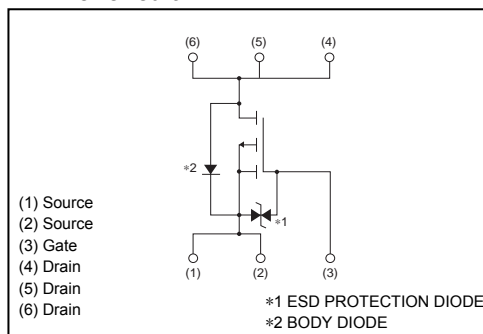 (6) (5) (4)
*2
*1
(1) Source
(2) Source
(3) Gate
(4) Drain
(5) Drain
(6) Drain
(1) (2) (3)
*1 ESD PROTECTION DIODE
*2 BODY DIODE